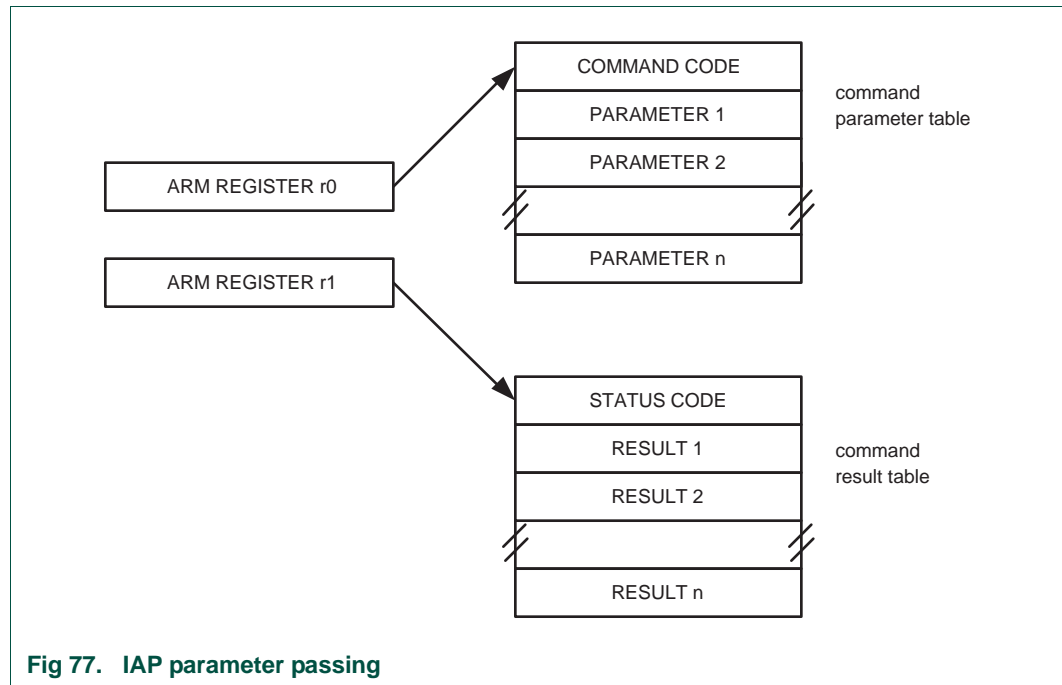 COMMAND CODE
PARAMETER 1
PARAMETER 2
PARAMETER n
command
parameter table
ARM REGISTER r0
ARM REGISTER r1
STATUS CODE
RESULT 1
RESULT 2
RESULT n
command
result table
Fig 77. IAP parameter passing